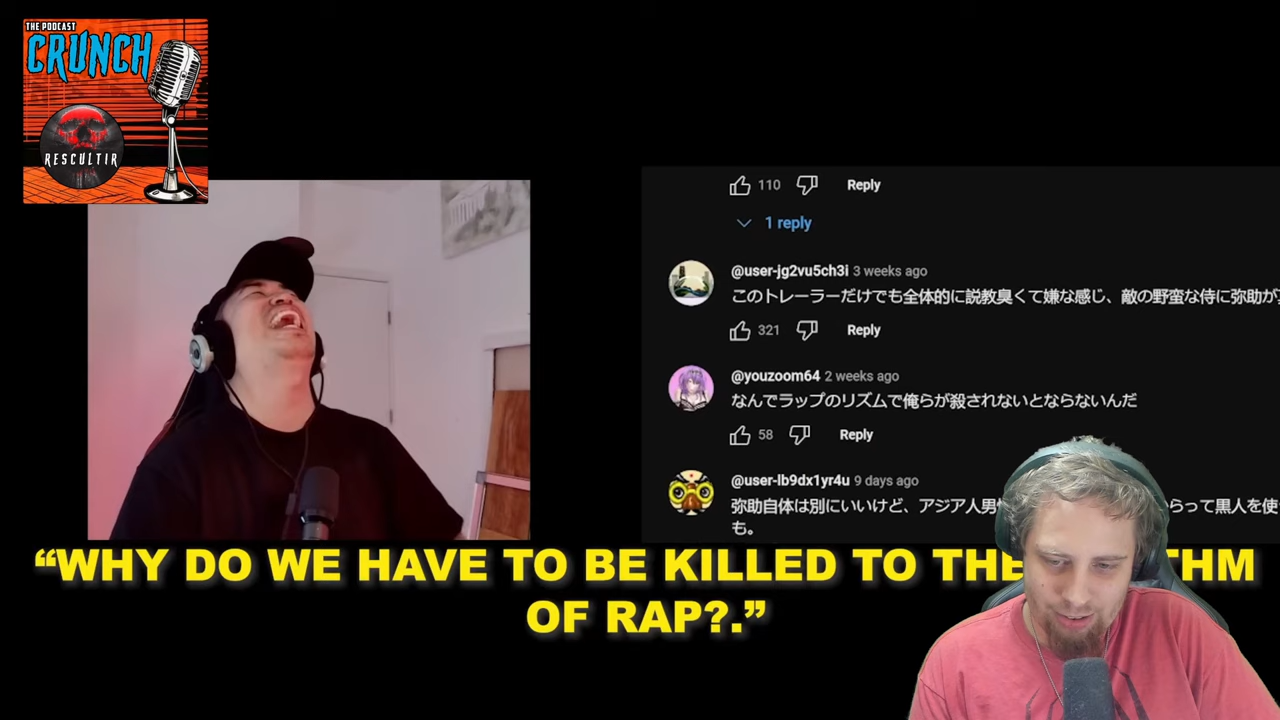 THE PODCAST
CRUNCH
RESCULTIR
110 Reply
1 reply
@user-jg2vu5ch3i 3 weeks ago
このトレーラーだけでも全体的に説教臭くて嫌な感じ、敵の野蛮な侍に弥助が
321 Reply
@youzoom64 2 weeks ago
なんでラップのリズムで俺らが殺されないとならないんだ
58 Reply
@user-lb9dx1yr4u 9 days ago
弥助自体は別にいいけど、アジア人男 らって黒人を使
も。
“WHY DO WE HAVE TO BE KILLED TO THE THM
OF RAP?.”